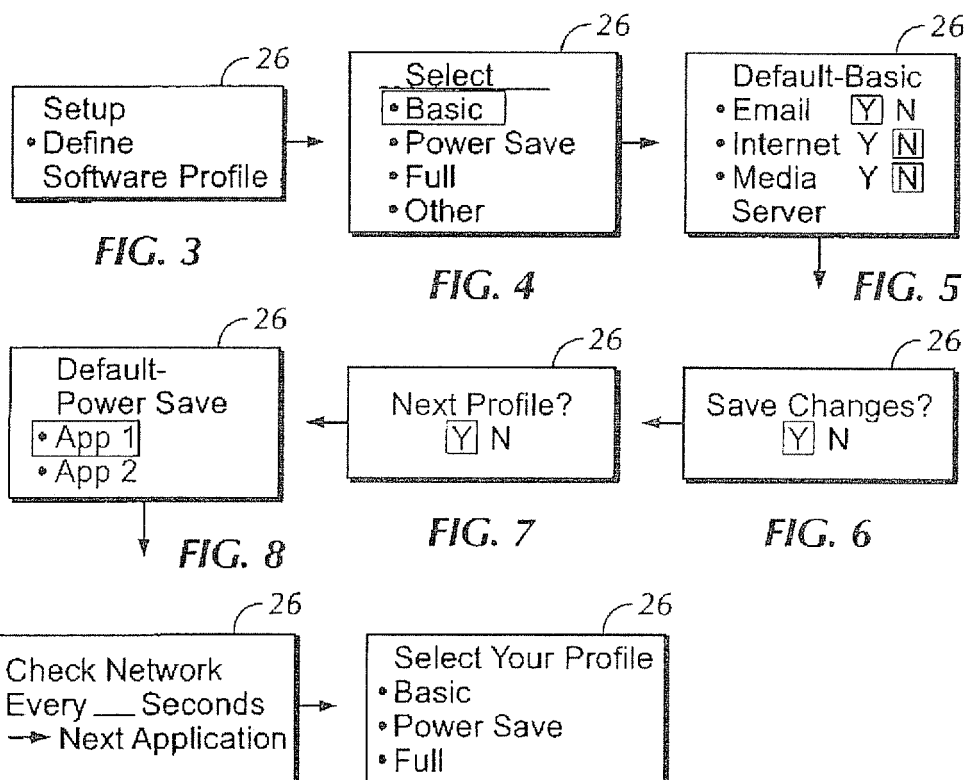 26
Setup
• Define
Software Profile
FIG. 3
26
Select
• Basic
• Power Save
• Full
• Other
FIG. 4
26
Default-Basic
• Email Y N
• Internet Y N
• Media Y N
Server
FIG. 5
26
Default-
Power Save
• App 1
• App 2
FIG. 8
26
Next Profile?
Y N
FIG. 7
26
Save Changes?
Y N
FIG. 6
26
Check Network
Every ___ Seconds
→ Next Application
26
Select Your Profile
• Basic
• Power Save
• Full